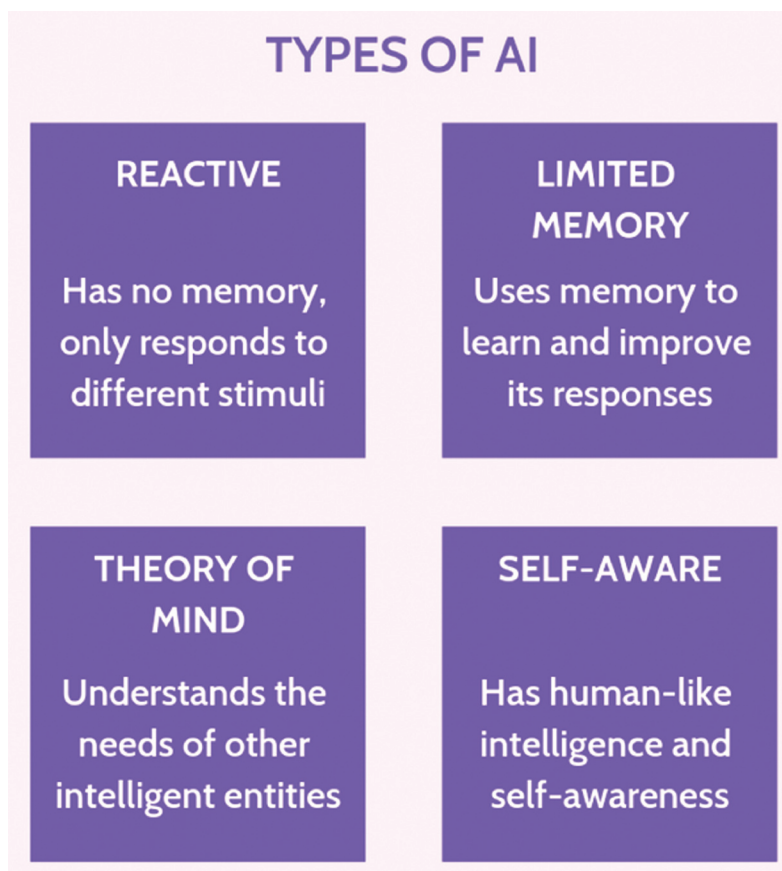 TYPES OF AI
REACTIVE
Has no memory,
only responds to
different stimuli
LIMITED
MEMORY
Uses memory to
learn and improve
its responses
THEORY OF
MIND
Understands the
needs of other
intelligent entities
SELF-AWARE
Has human-like
intelligence and
self-awareness